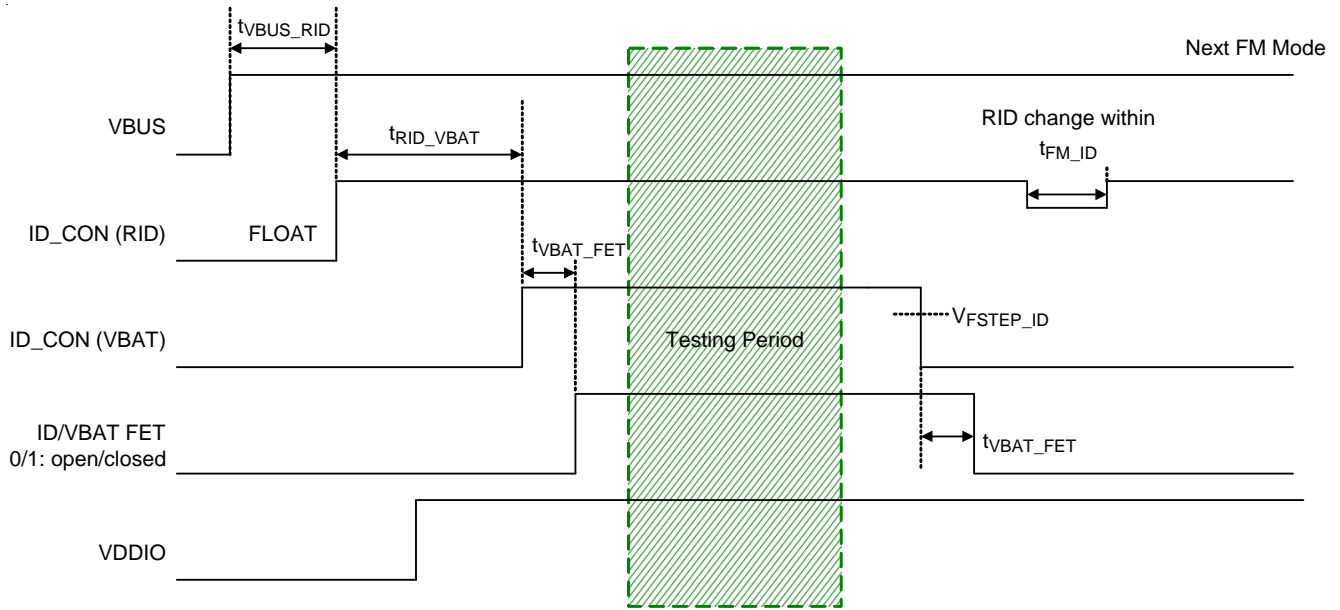 tVBUS_RID
Next FM Mode
VBUS
tRID_VBAT
RID change within
tFM_ID
ID_CON (RID)
FLOAT
tVBAT_FET
ID_CON (VBAT)
Testing Period
VFSTEP_ID
ID/VBAT FET
0/1: open/closed
tVBAT_FET
VDDIO